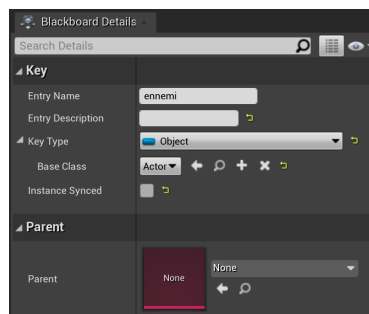 Blackboard Details
Search Details
Key
Entry Name ennemi
Entry Description
Key Type Object
Base Class Actor
Instance Synced
Parent
Parent None None